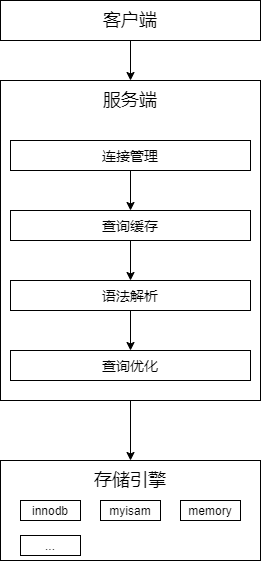 客户端
服务端
连接管理
查询缓存
语法解析
查询优化
存储引擎
innodb myisam memory
...